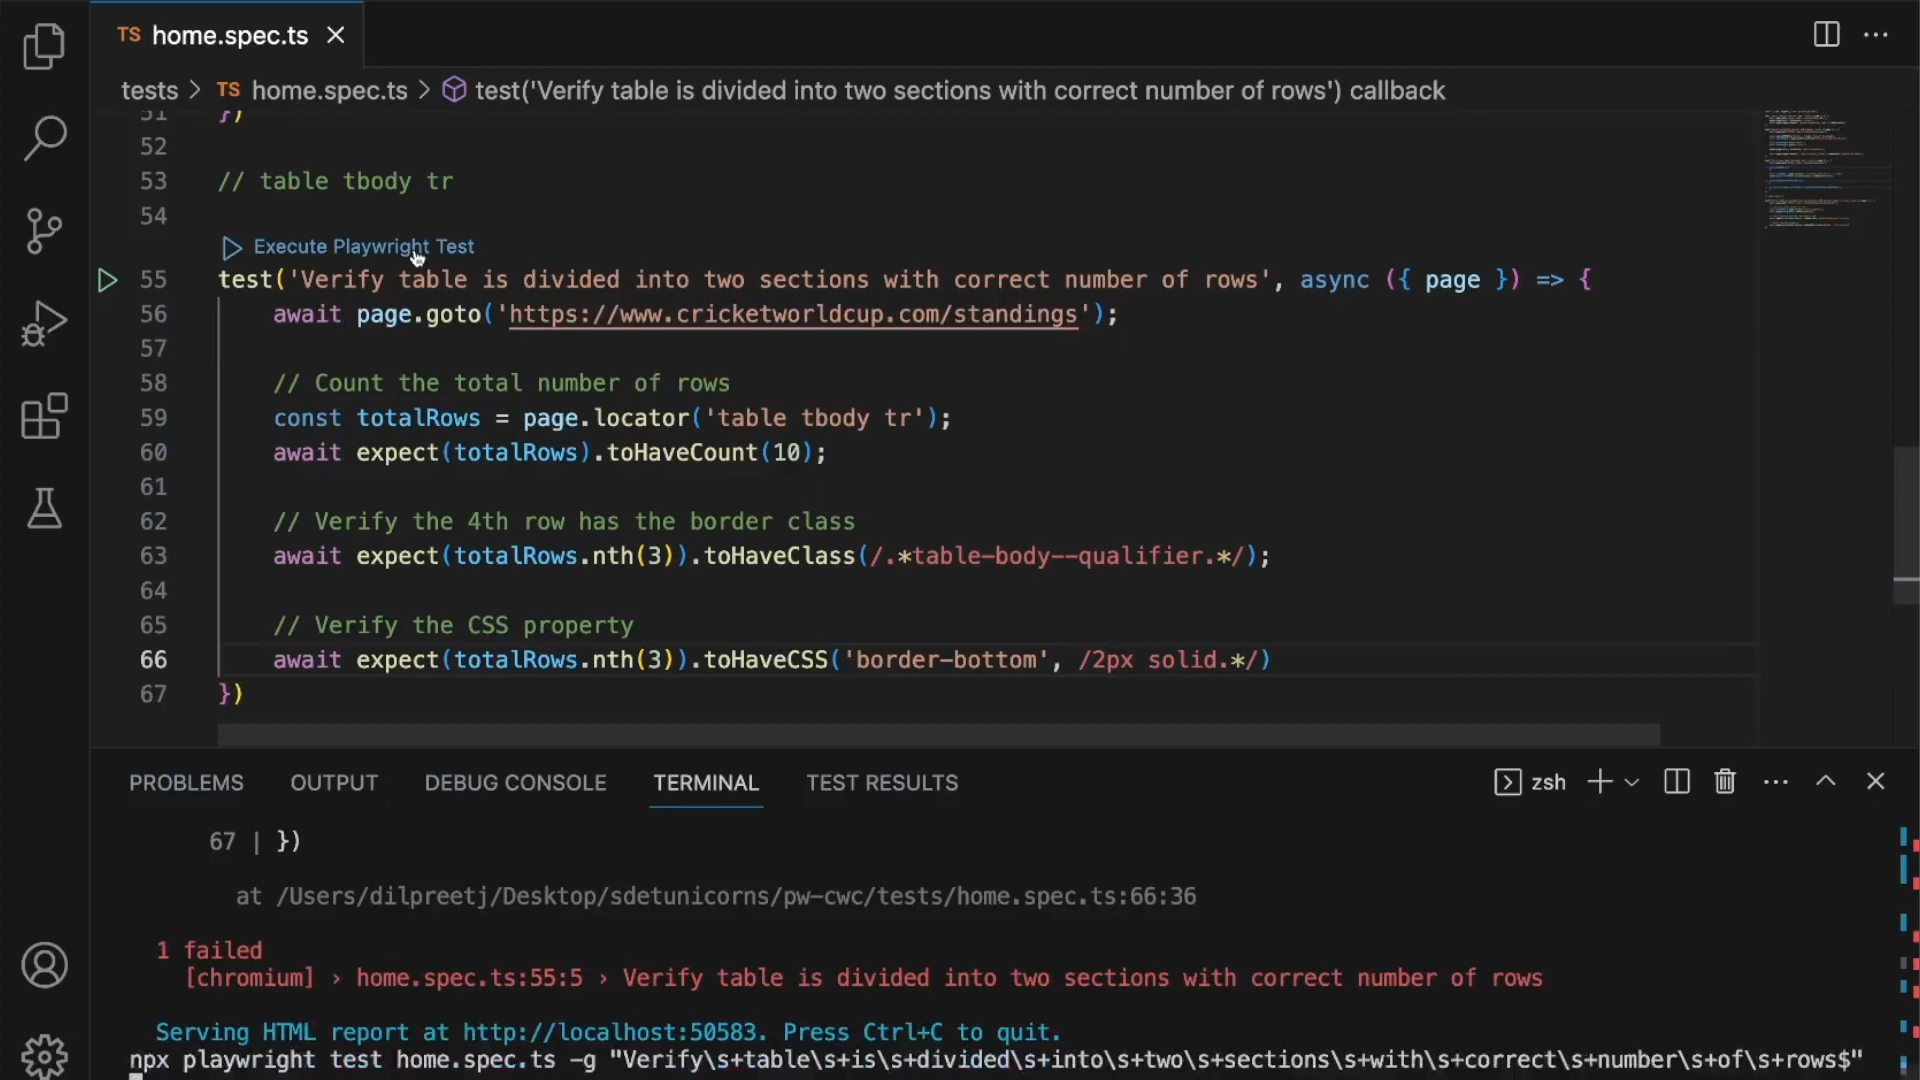 TS home.spec.ts
tests > TS home.spec.ts > test('Verify table is divided into two sections with correct number of rows') callback
51 })
52
53 // table tbody tr
54
Execute Playwright Test
55 test('Verify table is divided into two sections with correct number of rows', async ({ page }) => {
56 await page.goto('https://www.cricketworldcup.com/standings');
57
58 // Count the total number of rows
59 const totalRows = page.locator('table tbody tr');
60 await expect(totalRows).toHaveCount(10);
61
62 // Verify the 4th row has the border class
63 await expect(totalRows.nth(3)).toHaveClass(/.*table-body--qualifier.*/);
64
65 // Verify the CSS property
66 await expect(totalRows.nth(3)).toHaveCSS('border-bottom', /2px solid.*/)
67 })
PROBLEMS OUTPUT DEBUG CONSOLE TERMINAL TEST RESULTS zsh
67 | })
at /Users/dilpreetj/Desktop/sdetunicorns/pw-cwc/tests/home.spec.ts:66:36
1 failed
[chromium] › home.spec.ts:55:5 › Verify table is divided into two sections with correct number of rows
Serving HTML report at http://localhost:50583. Press Ctrl+C to quit.
npx playwright test home.spec.ts -g "Verify\s+table\s+is\s+divided\s+into\s+two\s+sections\s+with\s+correct\s+number\s+of\s+rows$"